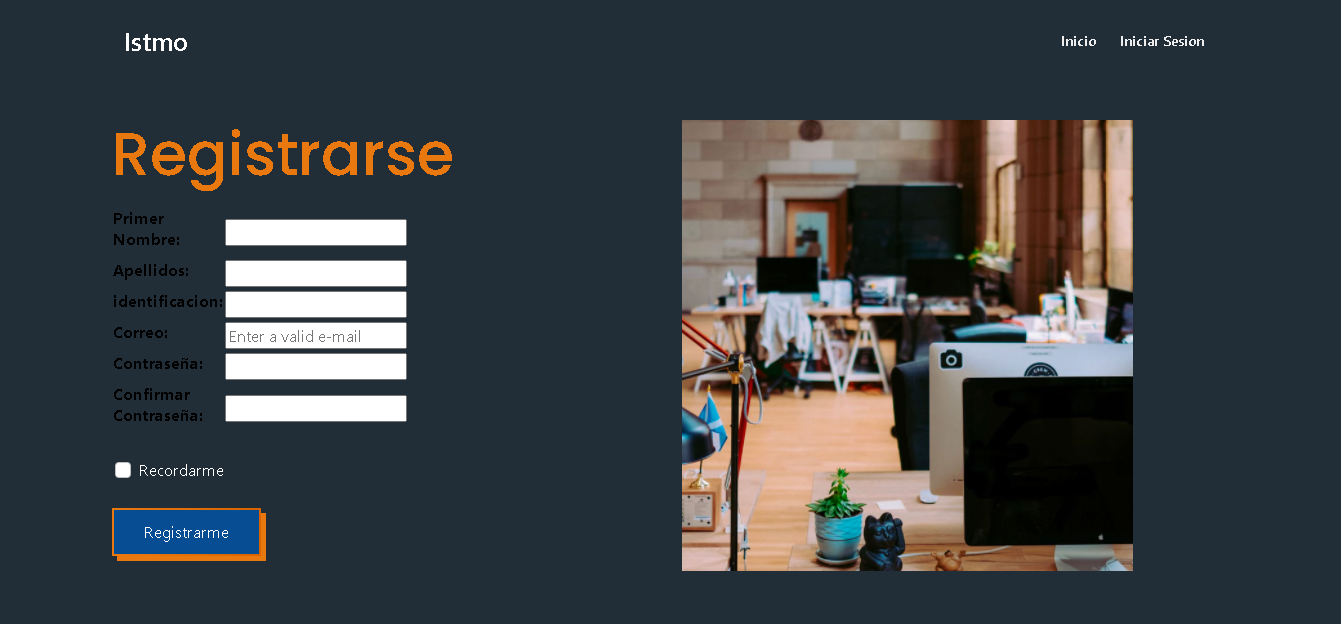 Istmo
Inicio
Iniciar Sesion
Registrarse
Primer
Nombre:
Apellidos:
identificacion:
Correo:
Enter a valid e-mail
Contraseña:
Confirmar
Contraseña:
Recordarme
Registrarme